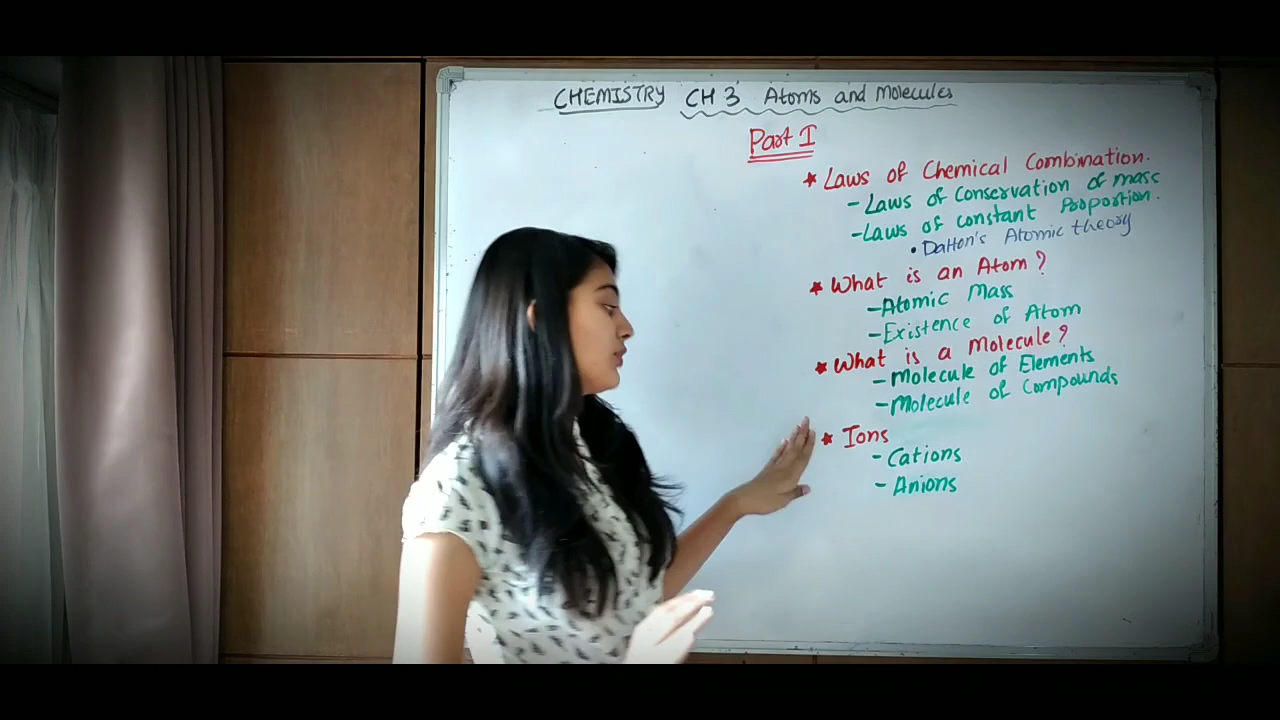 CHEMISTRY CH 3 Atoms and Molecules
Part I
* Laws of Chemical Combination.
- Laws of Conservation of mass
- Laws of constant Proportion.
• Dalton's Atomic theory
* What is an Atom?
- Atomic Mass
- Existence of Atom
* What is a Molecule?
- Molecule of Elements
- Molecule of Compounds
* Ions
- Cations
- Anions